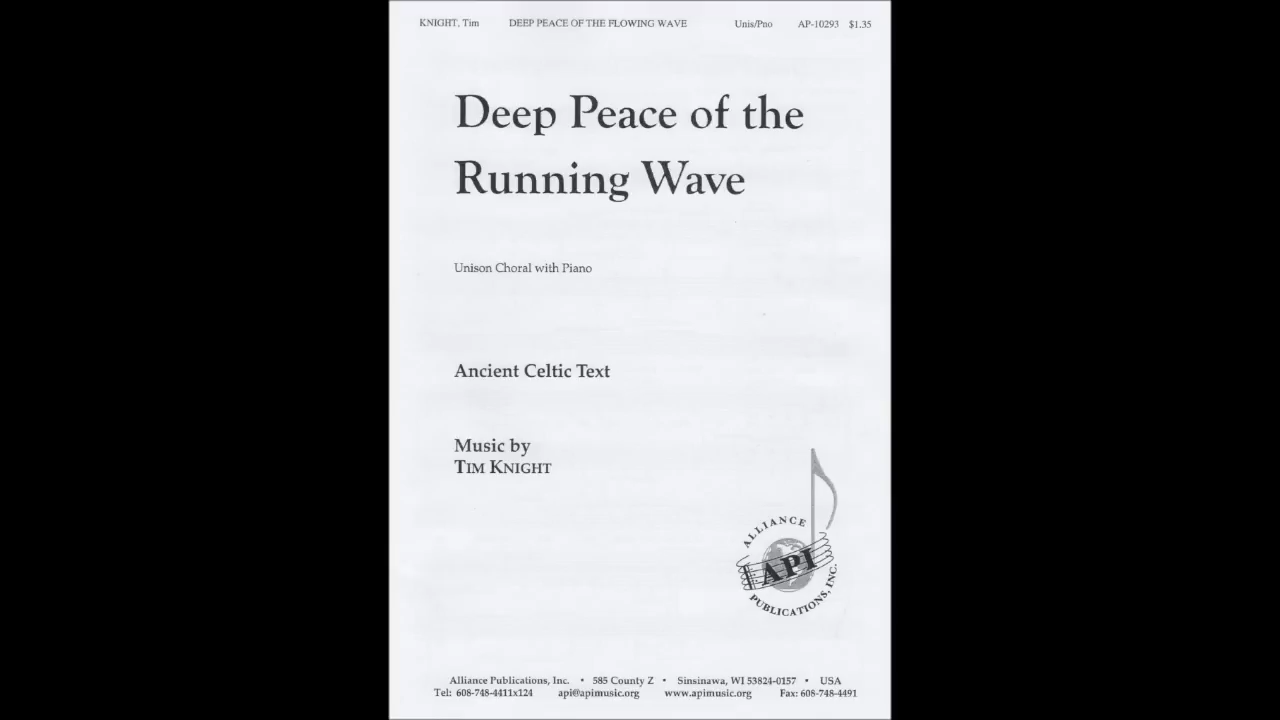 KNIGHT, Tim DEEP PEACE OF THE FLOWING WAVE Unis/Pno AP-10293 $1.35
Deep Peace of the
Running Wave
Unison Choral with Piano
Ancient Celtic Text
Music by
TIM KNIGHT
ALLIANCE
API
PUBLICATIONS, INC.
Alliance Publications, Inc. • 585 County Z • Sinsinawa, WI 53824-0157 • USA
Tel: 608-748-4411x124 api@apimusic.org www.apimusic.org Fax: 608-748-4491